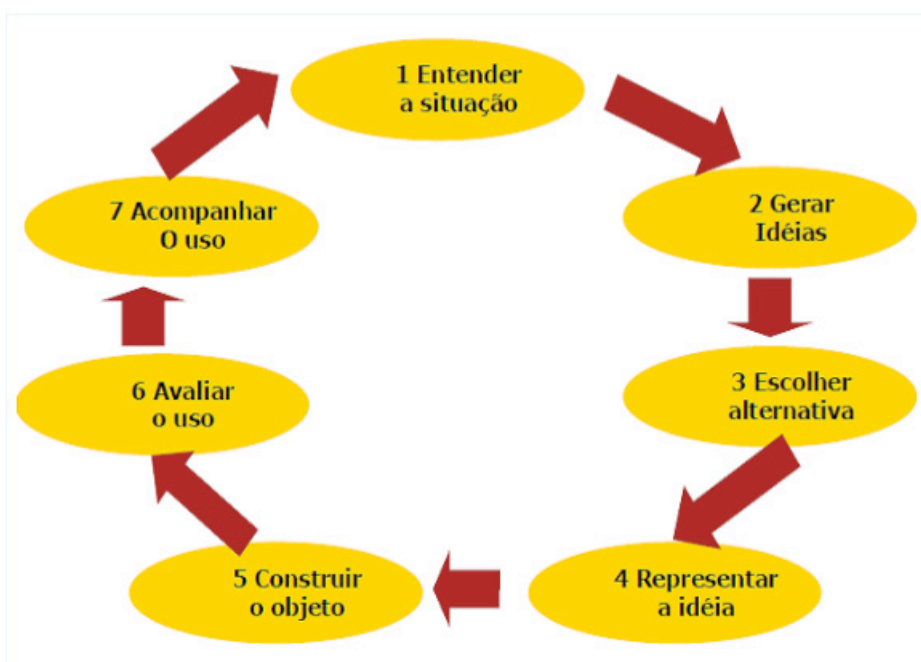 1 Entender
a situação
2 Gerar
Idéias
3 Escolher
alternativa
4 Representar
a idéia
5 Construir
o objeto
6 Avaliar
o uso
7 Acompanhar
O uso